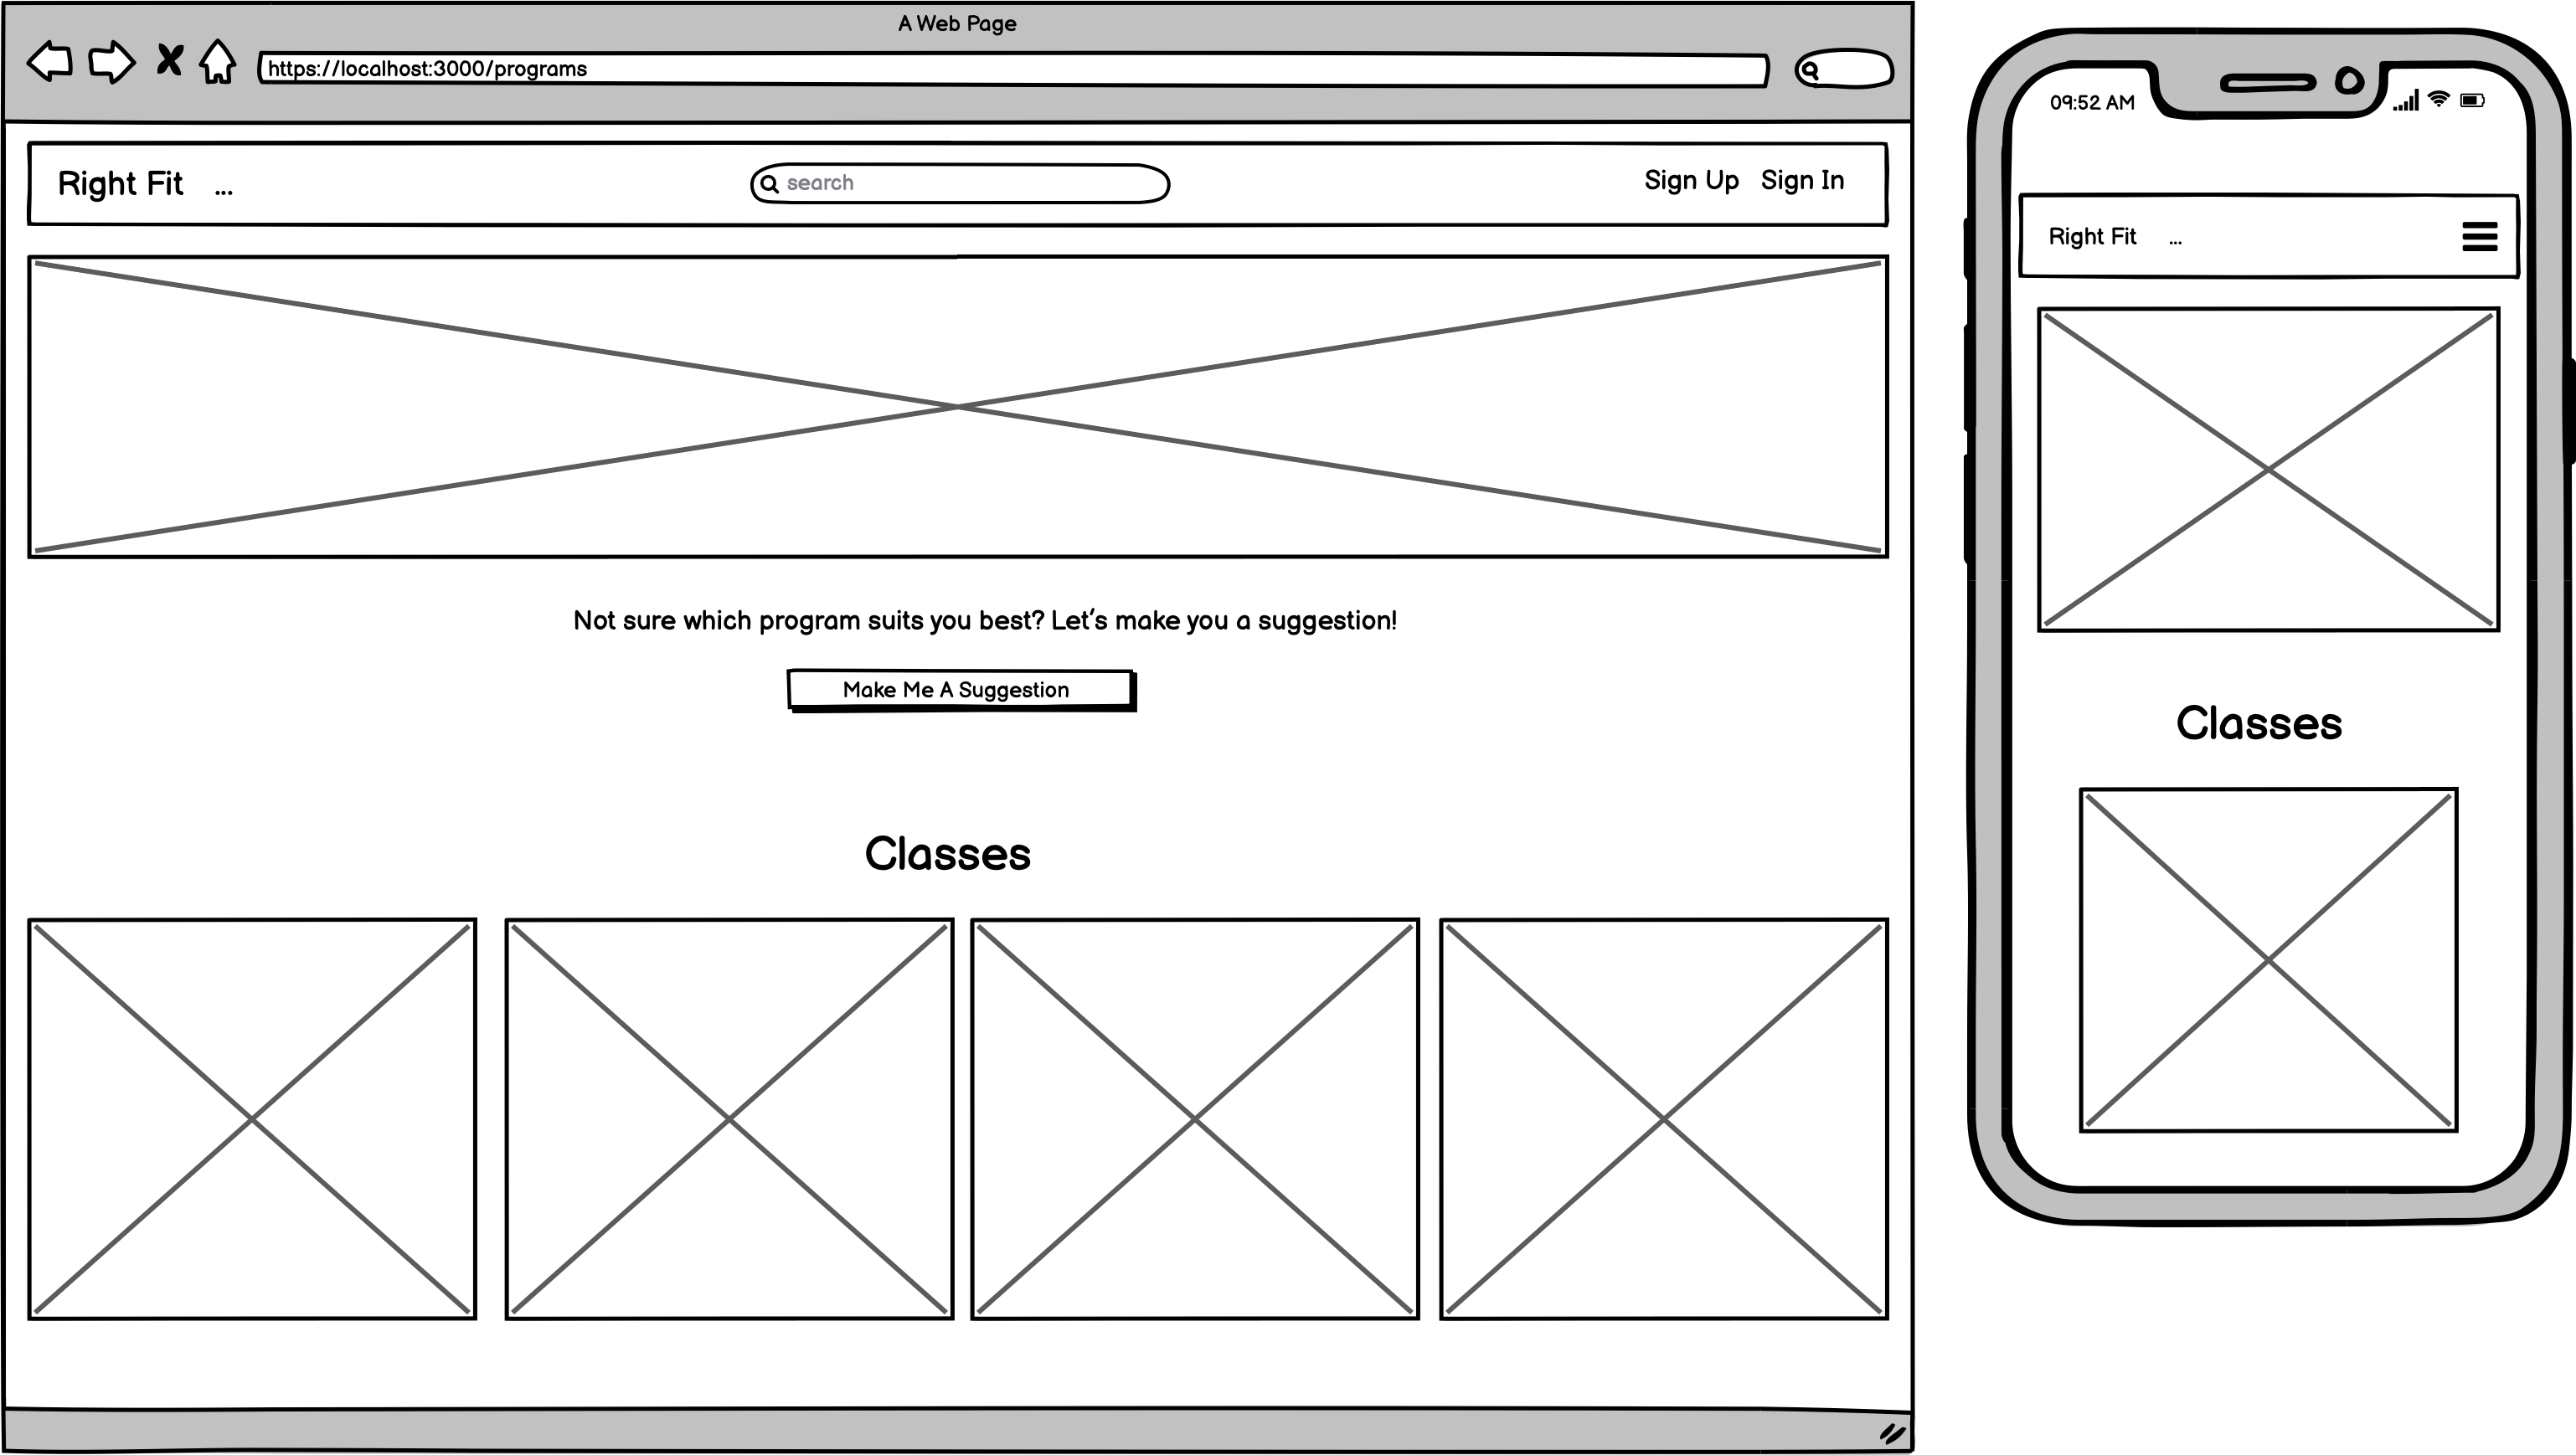 A Web Page
https://localhost:3000/programs
Right Fit ... search Sign Up Sign In
Not sure which program suits you best? Let's make you a suggestion!
Make Me A Suggestion
Classes
09:52 AM
Right Fit ...
Classes